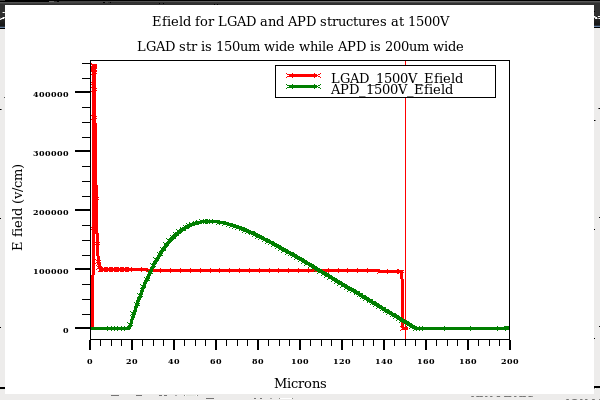 Efield for LGAD and APD structures at 1500V
LGAD str is 150um wide while APD is 200um wide
LGAD_1500V_Efield
APD_1500V_Efield
E field (v/cm)
400000
300000
200000
100000
0
0 20 40 60 80 100 120 140 160 180 200
Microns